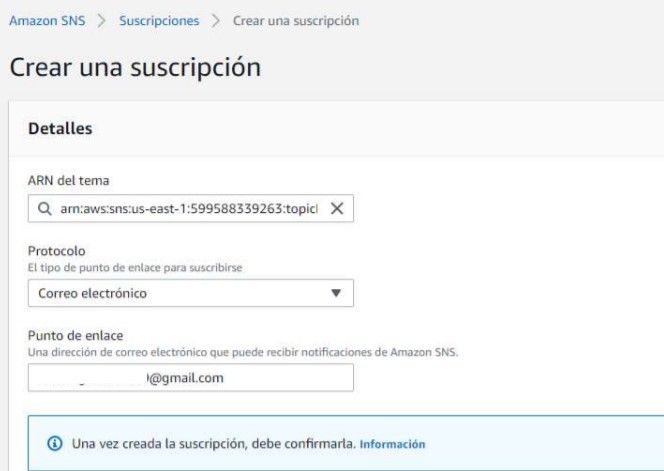 Amazon SNS > Suscripciones > Crear una suscripción
Crear una suscripción
Detalles
ARN del tema
arn:aws:sns:us-east-1:599588339263:topicl
Protocolo
El tipo de punto de enlace para suscribirse
Correo electrónico
Punto de enlace
Una dirección de correo electrónico que puede recibir notificaciones de Amazon SNS.
@gmail.com
Una vez creada la suscripción, debe confirmarla. Información